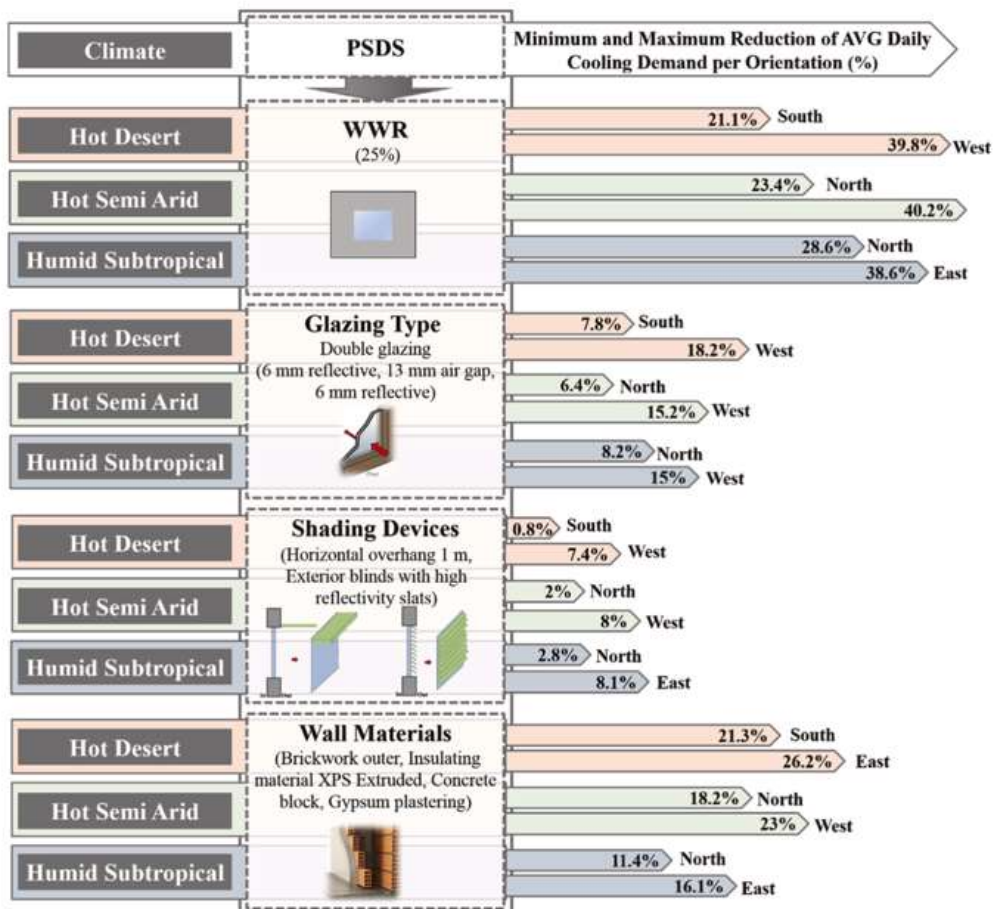 Climate
PSDS
Minimum and Maximum Reduction of AVG Daily
Cooling Demand per Orientation (%)
Hot Desert
Hot Semi Arid
Humid Subtropical
WWR
(25%)
21.1% South
39.8% West
23.4% North
40.2%
28.6% North
38.6% East
Hot Desert
Hot Semi Arid
Humid Subtropical
Glazing Type
Double glazing
(6 mm reflective, 13 mm air gap,
6 mm reflective)
7.8% South
18.2% West
6.4% North
15.2% West
8.2% North
15% West
Hot Desert
Hot Semi Arid
Humid Subtropical
Shading Devices
(Horizontal overhang 1 m,
Exterior blinds with high
reflectivity slats)
0.8% South
7.4% West
2% North
8% West
2.8% North
8.1% East
Hot Desert
Hot Semi Arid
Humid Subtropical
Wall Materials
(Brickwork outer, Insulating
material XPS Extruded, Concrete
block, Gypsum plastering)
21.3% South
26.2% East
18.2% North
23% West
11.4% North
16.1% East